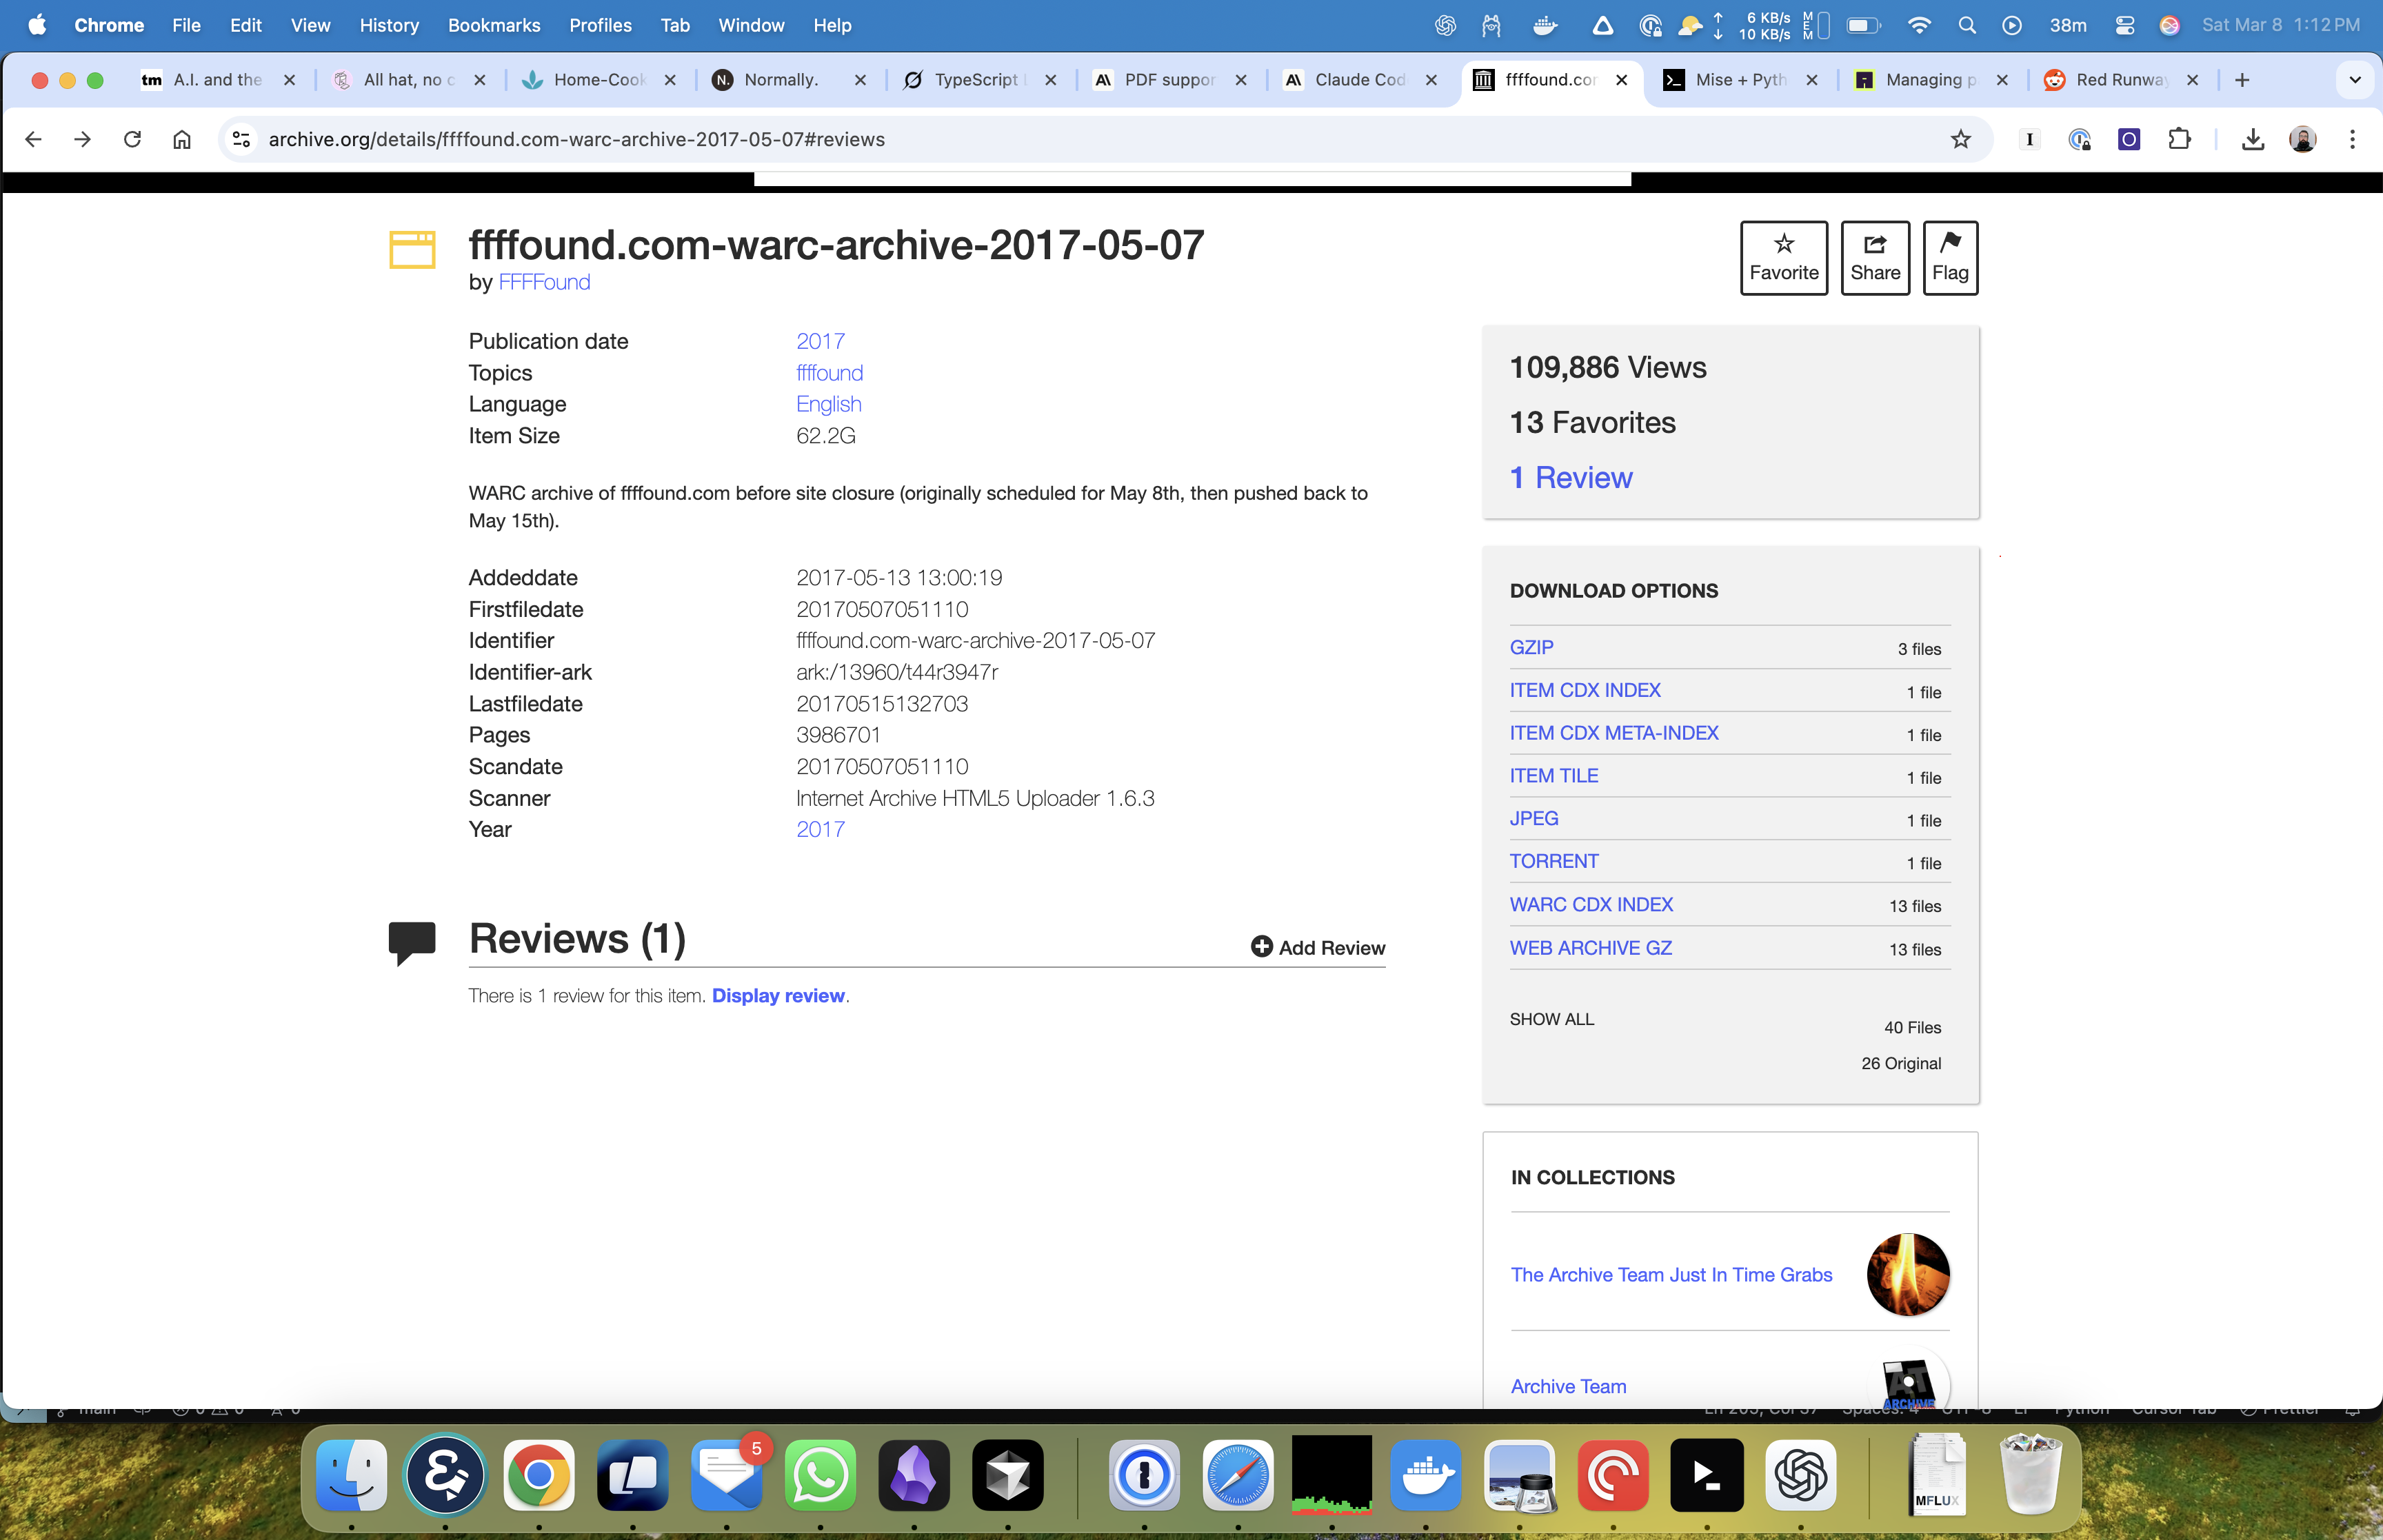 Chrome File Edit View History Bookmarks Profiles Tab Window Help
6 KB/s
10 KB/s
MEM
38m
Sat Mar 8 1:12 PM
tm A.I. and the
All hat, no c
Home-Cook
N. Normally.
TypeScript
PDF suppor
Claude Cod
ffffound.cor
Mise + Pyth
Managing p
Red Runwa
archive.org/details/ffffound.com-warc-archive-2017-05-07#reviews
ffffound.com-warc-archive-2017-05-07
by FFFFound
Favorite
Share
Flag
Publication date 2017
Topics ffffound
Language English
Item Size 62.2G
WARC archive of ffffound.com before site closure (originally scheduled for May 8th, then pushed back to
May 15th).
Addeddate 2017-05-13 13:00:19
Firstfiledate 20170507051110
Identifier ffffound.com-warc-archive-2017-05-07
Identifier-ark ark:/13960/t44r3947r
Lastfiledate 20170515132703
Pages 3986701
Scandate 20170507051110
Scanner Internet Archive HTML5 Uploader 1.6.3
Year 2017
Reviews (1)
Add Review
There is 1 review for this item. Display review.
109,886 Views
13 Favorites
1 Review
DOWNLOAD OPTIONS
GZIP 3 files
ITEM CDX INDEX 1 file
ITEM CDX META-INDEX 1 file
ITEM TILE 1 file
JPEG 1 file
TORRENT 1 file
WARC CDX INDEX 13 files
WEB ARCHIVE GZ 13 files
SHOW ALL 40 Files
26 Original
IN COLLECTIONS
The Archive Team Just In Time Grabs
Archive Team
AT
ARCHIVE
5
MFLUX